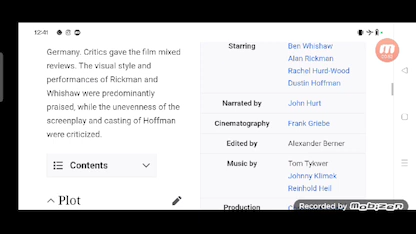 12:41
Germany. Critics gave the film mixed
reviews. The visual style and
performances of Rickman and
Whishaw were predominantly
praised, while the unevenness of the
screenplay and casting of Hoffman
were criticized.
Contents
Plot
Starring
Ben Whishaw
Alan Rickman
Rachel Hurd-Wood
Dustin Hoffman
Narrated by
John Hurt
Cinematography
Frank Griebe
Edited by
Alexander Berner
Music by
Tom Tykwer
Johnny Klimek
Reinhold Heil
Production
Recorded by Mobizen